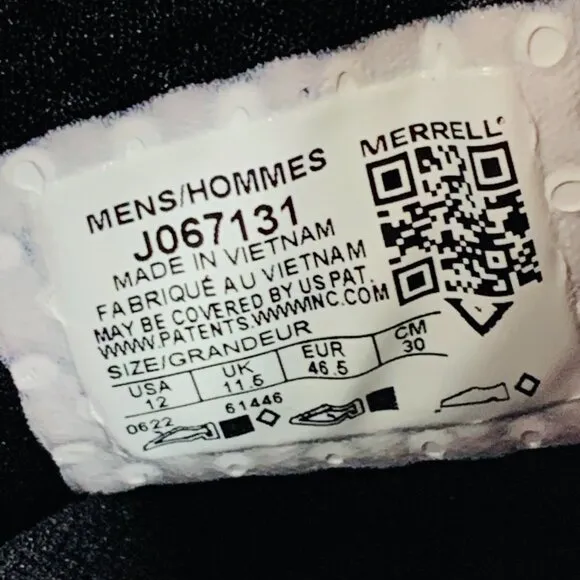 MERRELL
MENS/HOMMES
J067131
MADE IN VIETNAM
FABRIQUÉ AU VIETNAM
MAY BE COVERED BY US PAT.
WWW.PATENTS.WWWINC.COM
SIZE/GRANDEUR
USA UK EUR CM
12 11.5 46.5 30
0622 61446